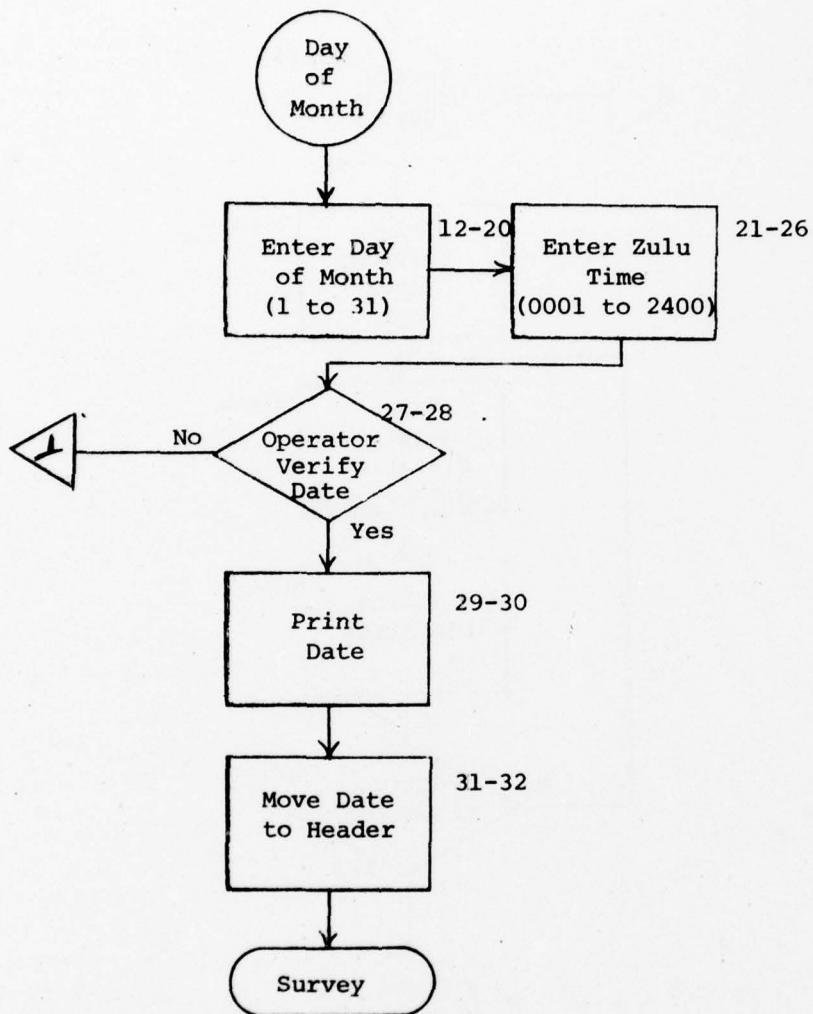 Day
of
Month
12-20
Enter Day
of Month
(1 to 31)
21-26
Enter Zulu
Time
(0001 to 2400)
27-28
No
Operator
Verify
Date
Yes
29-30
Print
Date
31-32
Move Date
to Header
Survey